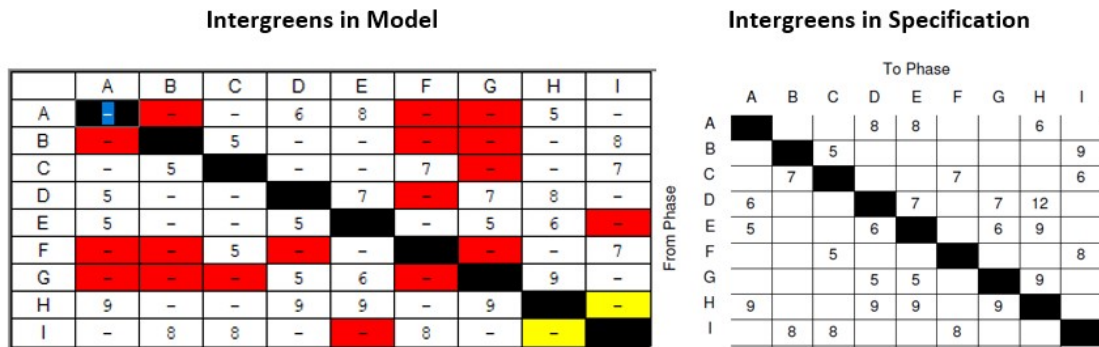 Intergreens in Model
A B C D E F G H I
A - - - 6 8 - - 5 -
B - 5 - - - - - 8
C - 5 - - 7 - - 7
D 5 - - 7 - 7 8 -
E 5 - - 5 - 5 6 -
F - - 5 - - - - 7
G - - - 5 6 - 9 -
H 9 - - 9 9 - 9 -
I - 8 8 - - 8 - -
Intergreens in Specification
To Phase
A B C D E F G H I
From Phase
A 8 8 6
B 5 9
C 7 7 6
D 6 7 7 12
E 5 6 6 9
F 5 8
G 5 5 9
H 9 9 9 9
I 8 8 8